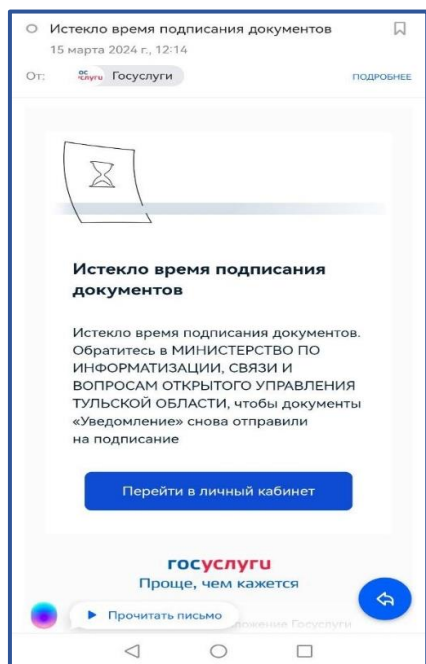 Истекло время подписания документов
15 марта 2024 г., 12:14
От: Госуслуги ПОДРОБНЕЕ
Истекло время подписания
документов
Истекло время подписания документов.
Обратитесь в МИНИСТЕРСТВО ПО
ИНФОРМАТИЗАЦИИ, СВЯЗИ И
ВОПРОСАМ ОТКРЫТОГО УПРАВЛЕНИЯ
ТУЛЬСКОЙ ОБЛАСТИ, чтобы документы
«Уведомление» снова отправили
на подписание
Перейти в личный кабинет
госуслуги
Проще, чем кажется
Прочитать письмо
Госуслуги